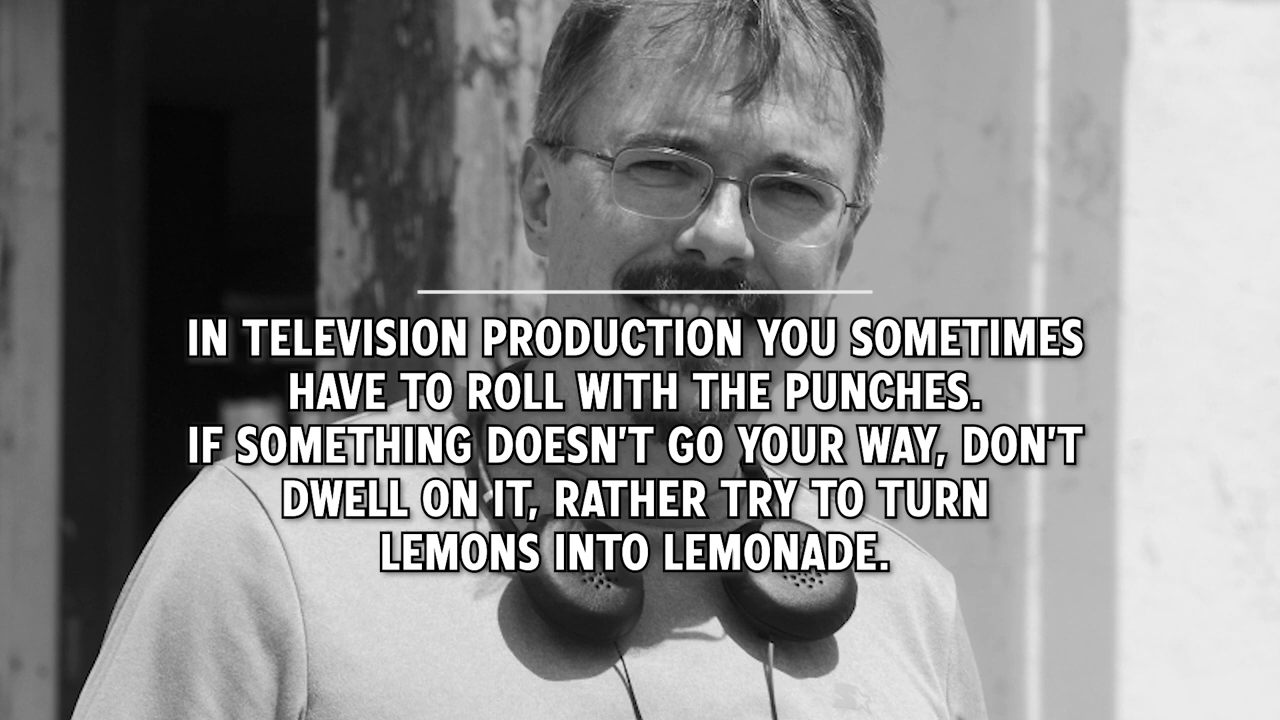 IN TELEVISION PRODUCTION YOU SOMETIMES
HAVE TO ROLL WITH THE PUNCHES.
IF SOMETHING DOESN'T GO YOUR WAY, DON'T
DWELL ON IT, RATHER TRY TO TURN
LEMONS INTO LEMONADE.